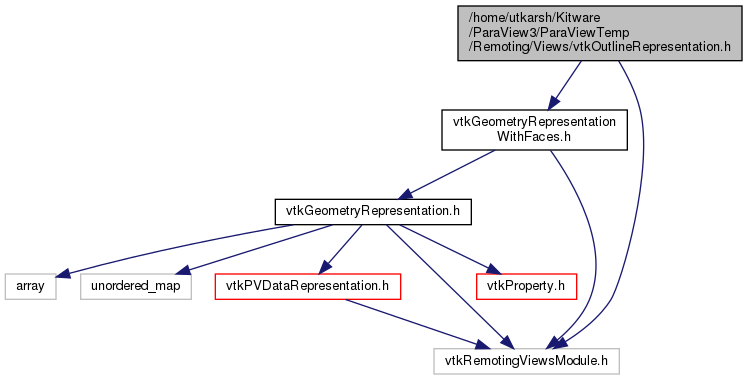 /home/utkarsh/Kitware
/ParaView3/ParaViewTemp
/Remoting/Views/vtkOutlineRepresentation.h
vtkGeometryRepresentation
WithFaces.h
vtkGeometryRepresentation.h
array
unordered_map
vtkPVDataRepresentation.h
vtkProperty.h
vtkRemotingViewsModule.h